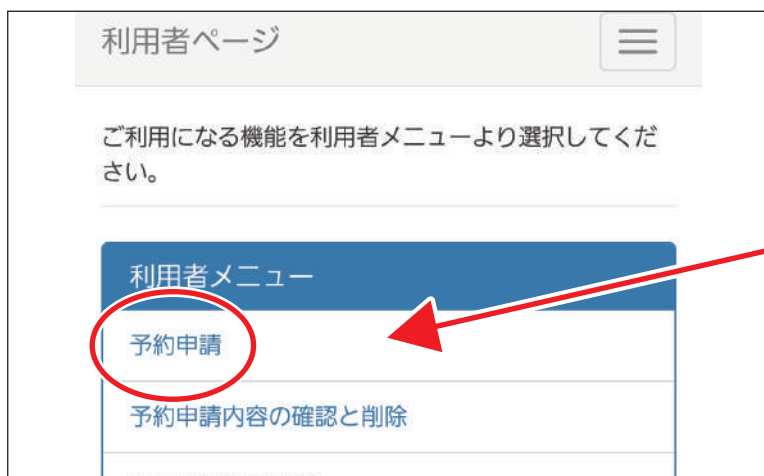 利用者ページ
ご利用になる機能を利用者メニューより選択してくだ
さい。
利用者メニュー
予約申請
予約申請内容の確認と削除